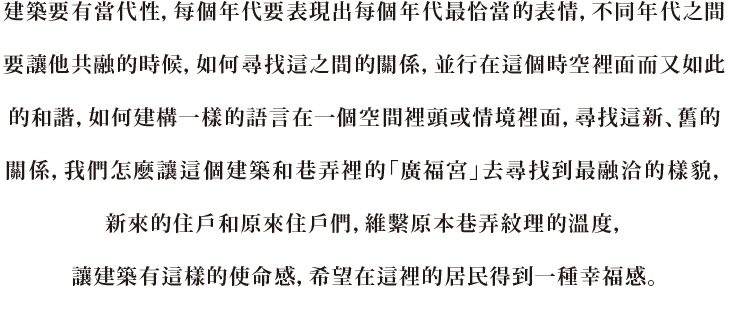 建築要有當代性, 每個年代要表現出每個年代最恰當的表情, 不同年代之間
要讓他共融的時候, 如何尋找這之間的關係, 並行在這個時空裡面而又如此
的和諧, 如何建構一樣的語言在一個空間裡頭或情境裡面, 尋找這新、舊的
關係, 我們怎麼讓這個建築和巷弄裡的「廣福宮」去尋找到最融洽的樣貌,
新來的住戶和原來住戶們, 維繫原本巷弄紋理的溫度,
讓建築有這樣的使命感, 希望在這裡的居民得到一種幸福感。